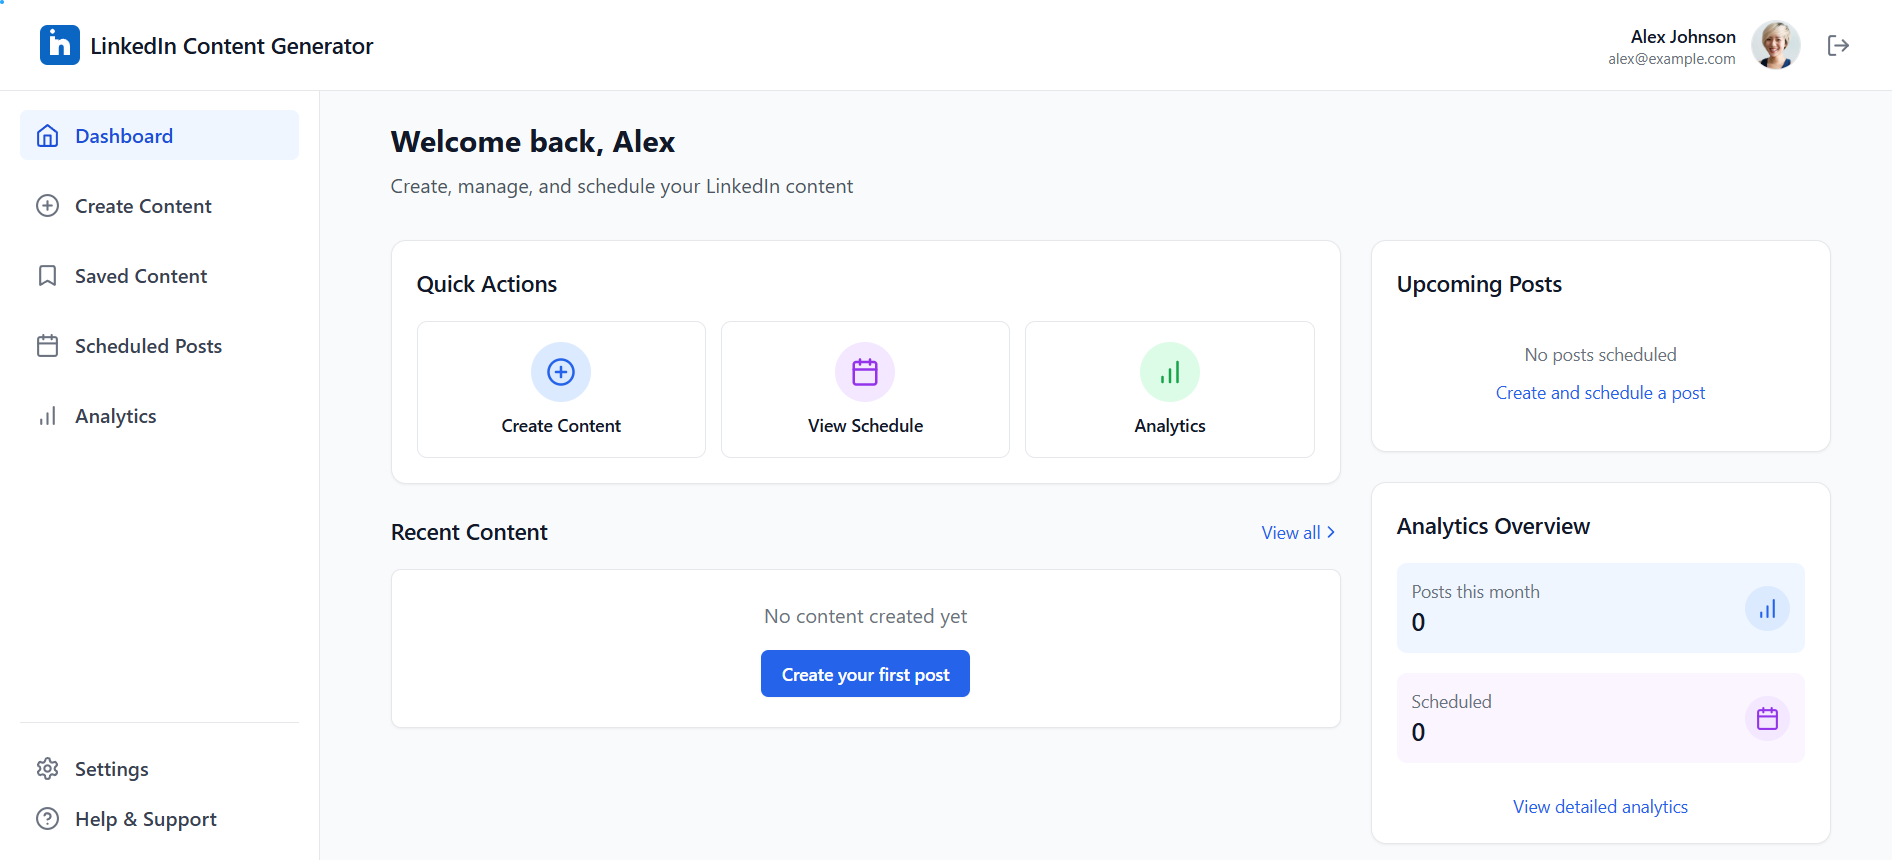 in LinkedIn Content Generator
Alex Johnson
alex@example.com
Dashboard
Create Content
Saved Content
Scheduled Posts
Analytics
Settings
Help & Support
Welcome back, Alex
Create, manage, and schedule your LinkedIn content
Quick Actions
Create Content
View Schedule
Analytics
Recent Content
View all
No content created yet
Create your first post
Upcoming Posts
No posts scheduled
Create and schedule a post
Analytics Overview
Posts this month
0
Scheduled
0
View detailed analytics